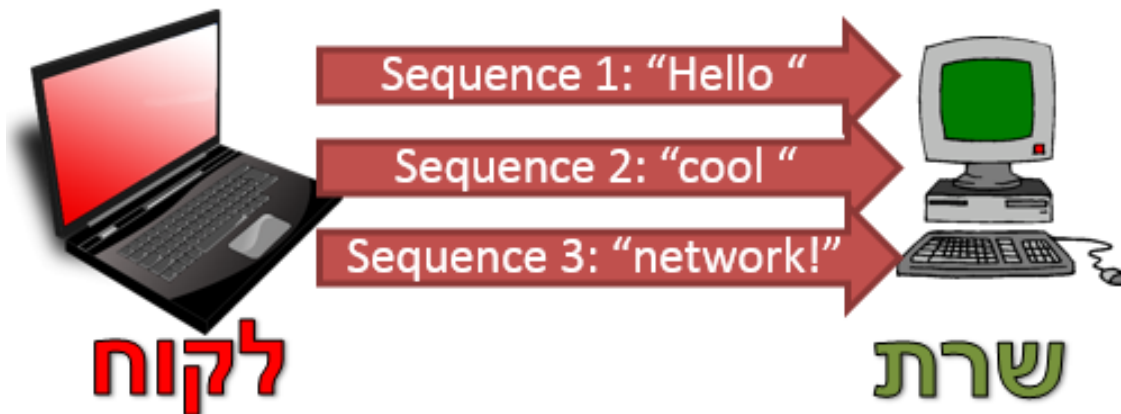 Sequence 1: “Hello “
Sequence 2: “cool “
Sequence 3: “network!”
לקוח
שרת